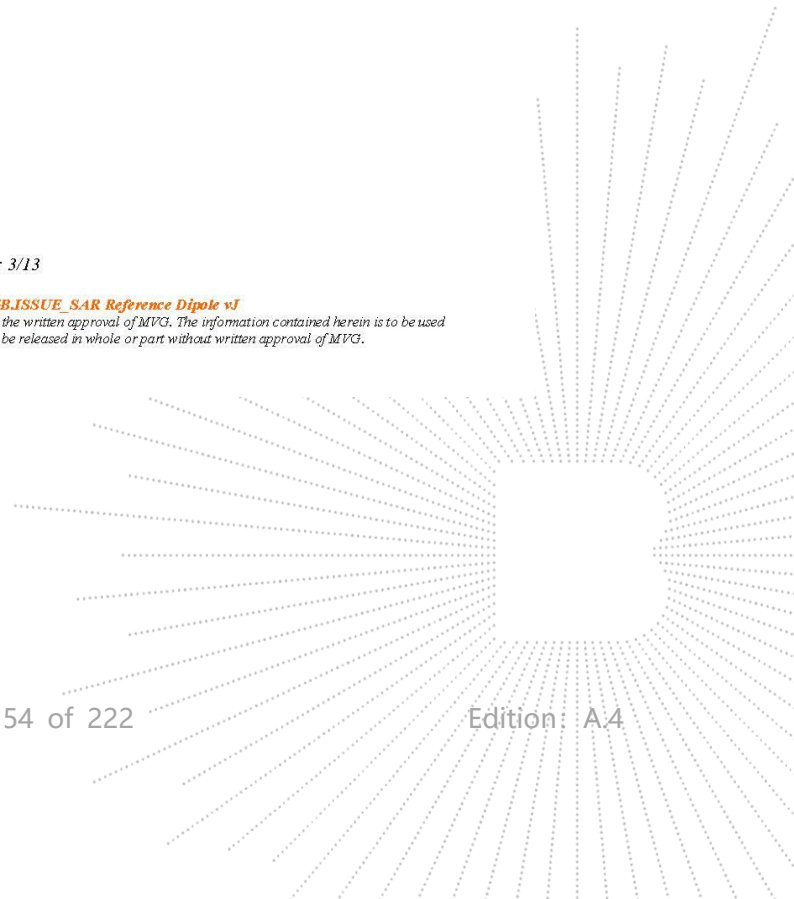 : 3/13
B.ISSUE_SAR Reference Dipole vJ
the written approval of MVG. The information contained herein is to be used
be released in whole or part without written approval of MVG.
54 of 222 Edition: A.4